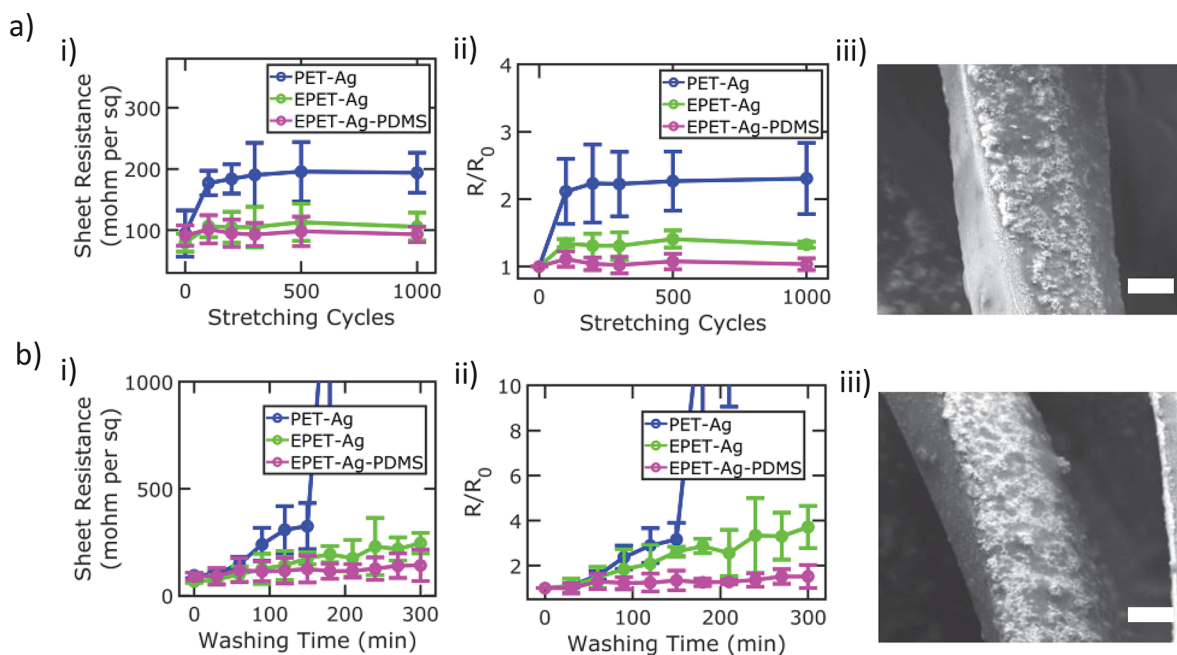 a)
i)
Sheet Resistance
(mohm per sq)
300
200
100
0
500
1000
Stretching Cycles
PET-Ag
EPET-Ag
EPET-Ag-PDMS
ii)
R/R0
4
3
2
1
0
500
1000
Stretching Cycles
PET-Ag
EPET-Ag
EPET-Ag-PDMS
iii)
b)
i)
Sheet Resistance
(mohm per sq)
1000
500
0
0
100
200
300
Washing Time (min)
PET-Ag
EPET-Ag
EPET-Ag-PDMS
ii)
R/R0
10
8
6
4
2
0
100
200
300
Washing Time (min)
PET-Ag
EPET-Ag
EPET-Ag-PDMS
iii)